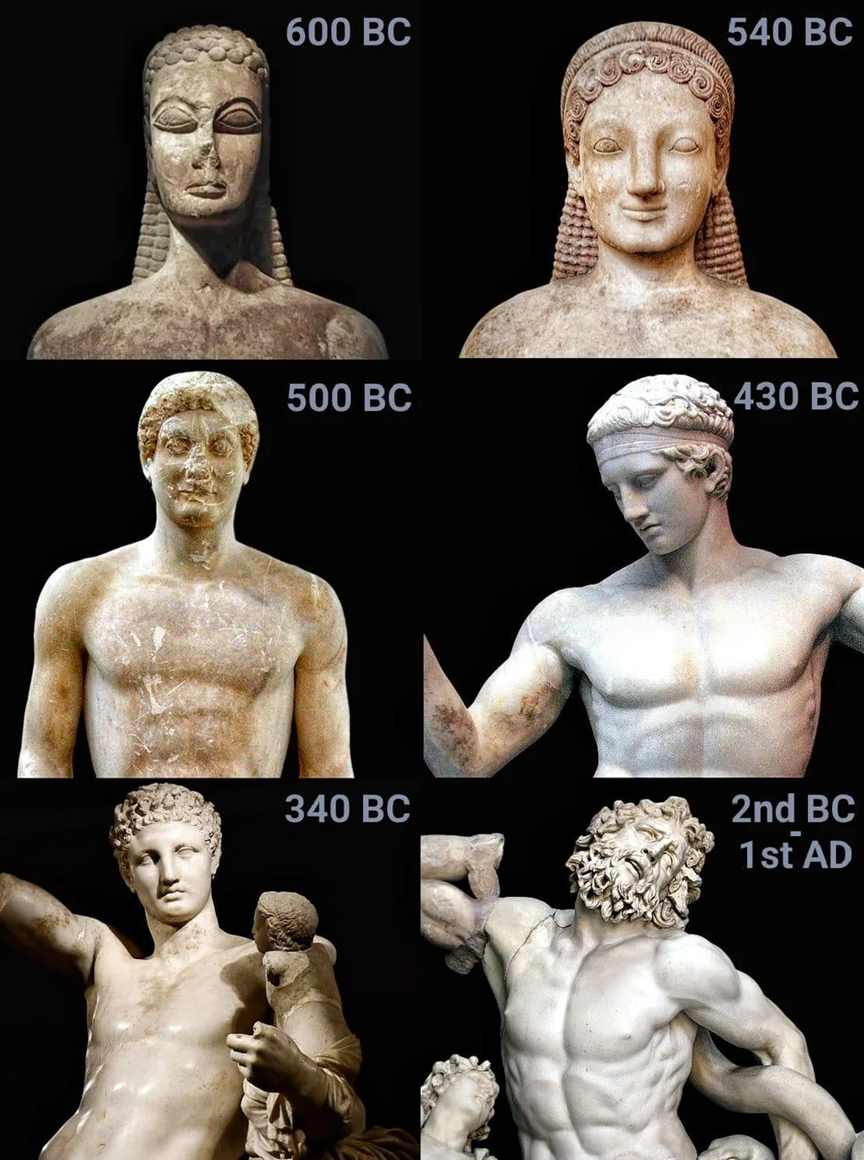 600 BC
540 BC
500 BC
430 BC
340 BC
2nd BC
-
1st AD